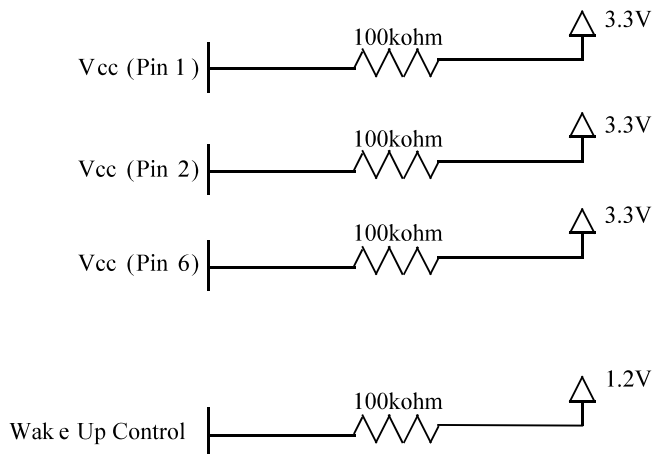 3.3V
100kohm
Vcc (Pin 1)
3.3V
100kohm
Vcc (Pin 2)
3.3V
100kohm
Vcc (Pin 6)
1.2V
100kohm
Wake Up Control